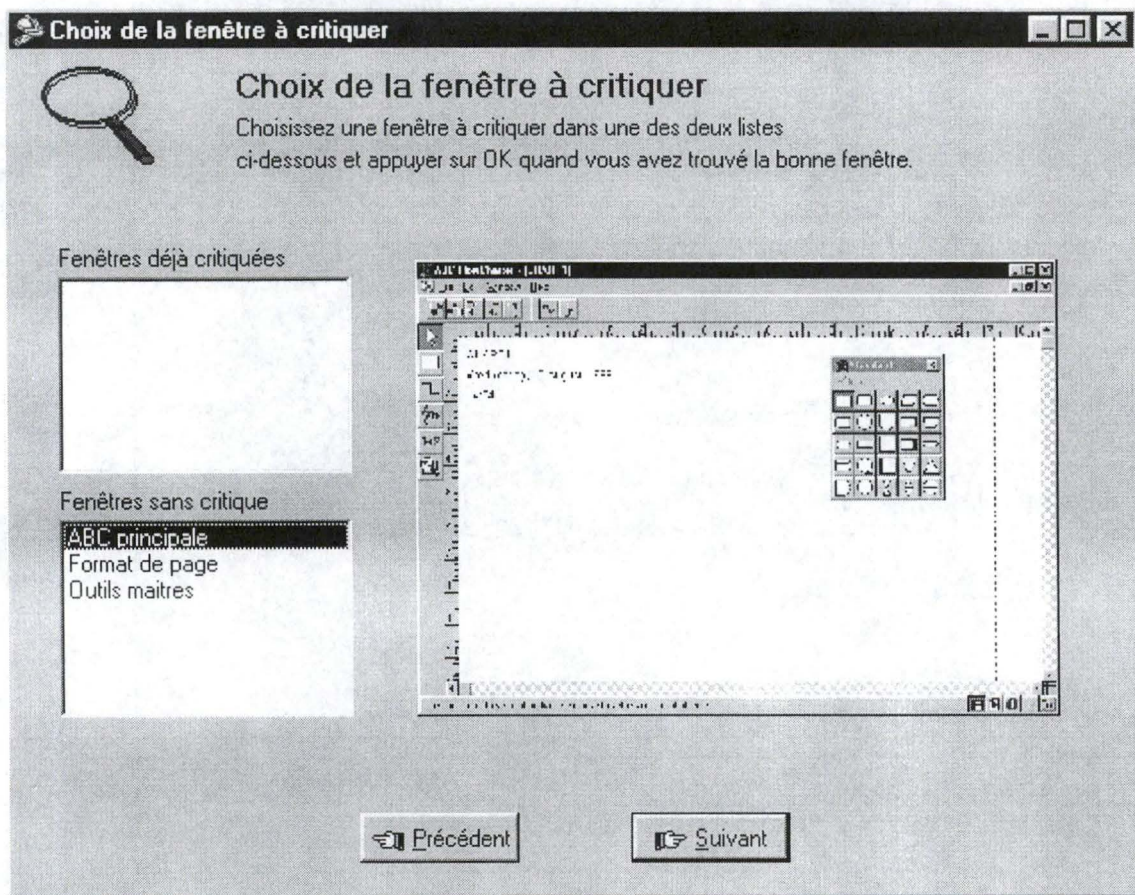 Choix de la fenêtre à critiquer
Choix de la fenêtre à critiquer
Choisissez une fenêtre à critiquer dans une des deux listes
ci-dessous et appuyer sur OK quand vous avez trouvé la bonne fenêtre.
Fenêtres déjà critiquées
Fenêtres sans critique
ABC principale
Format de page
Outils maitres
Précédent
Suivant